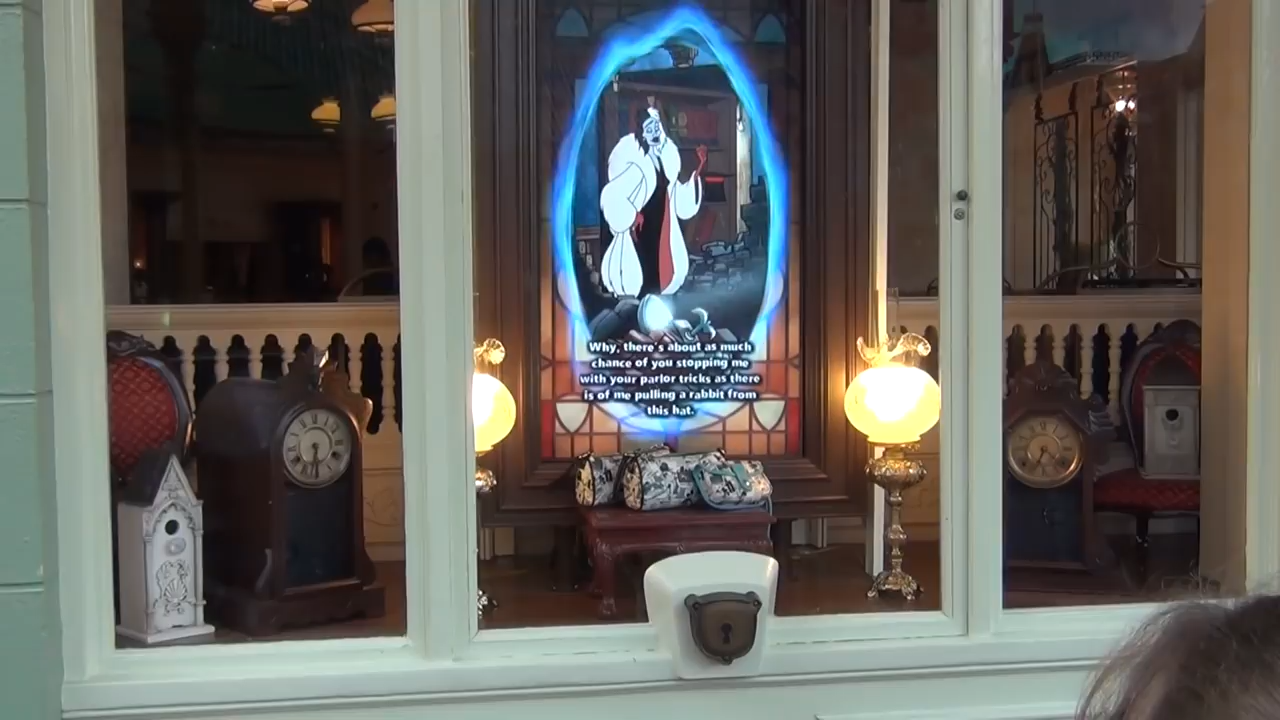 Why, there's about as much
chance of you stopping me
with your parlor tricks as there
is of me pulling a rabbit from
this hat.